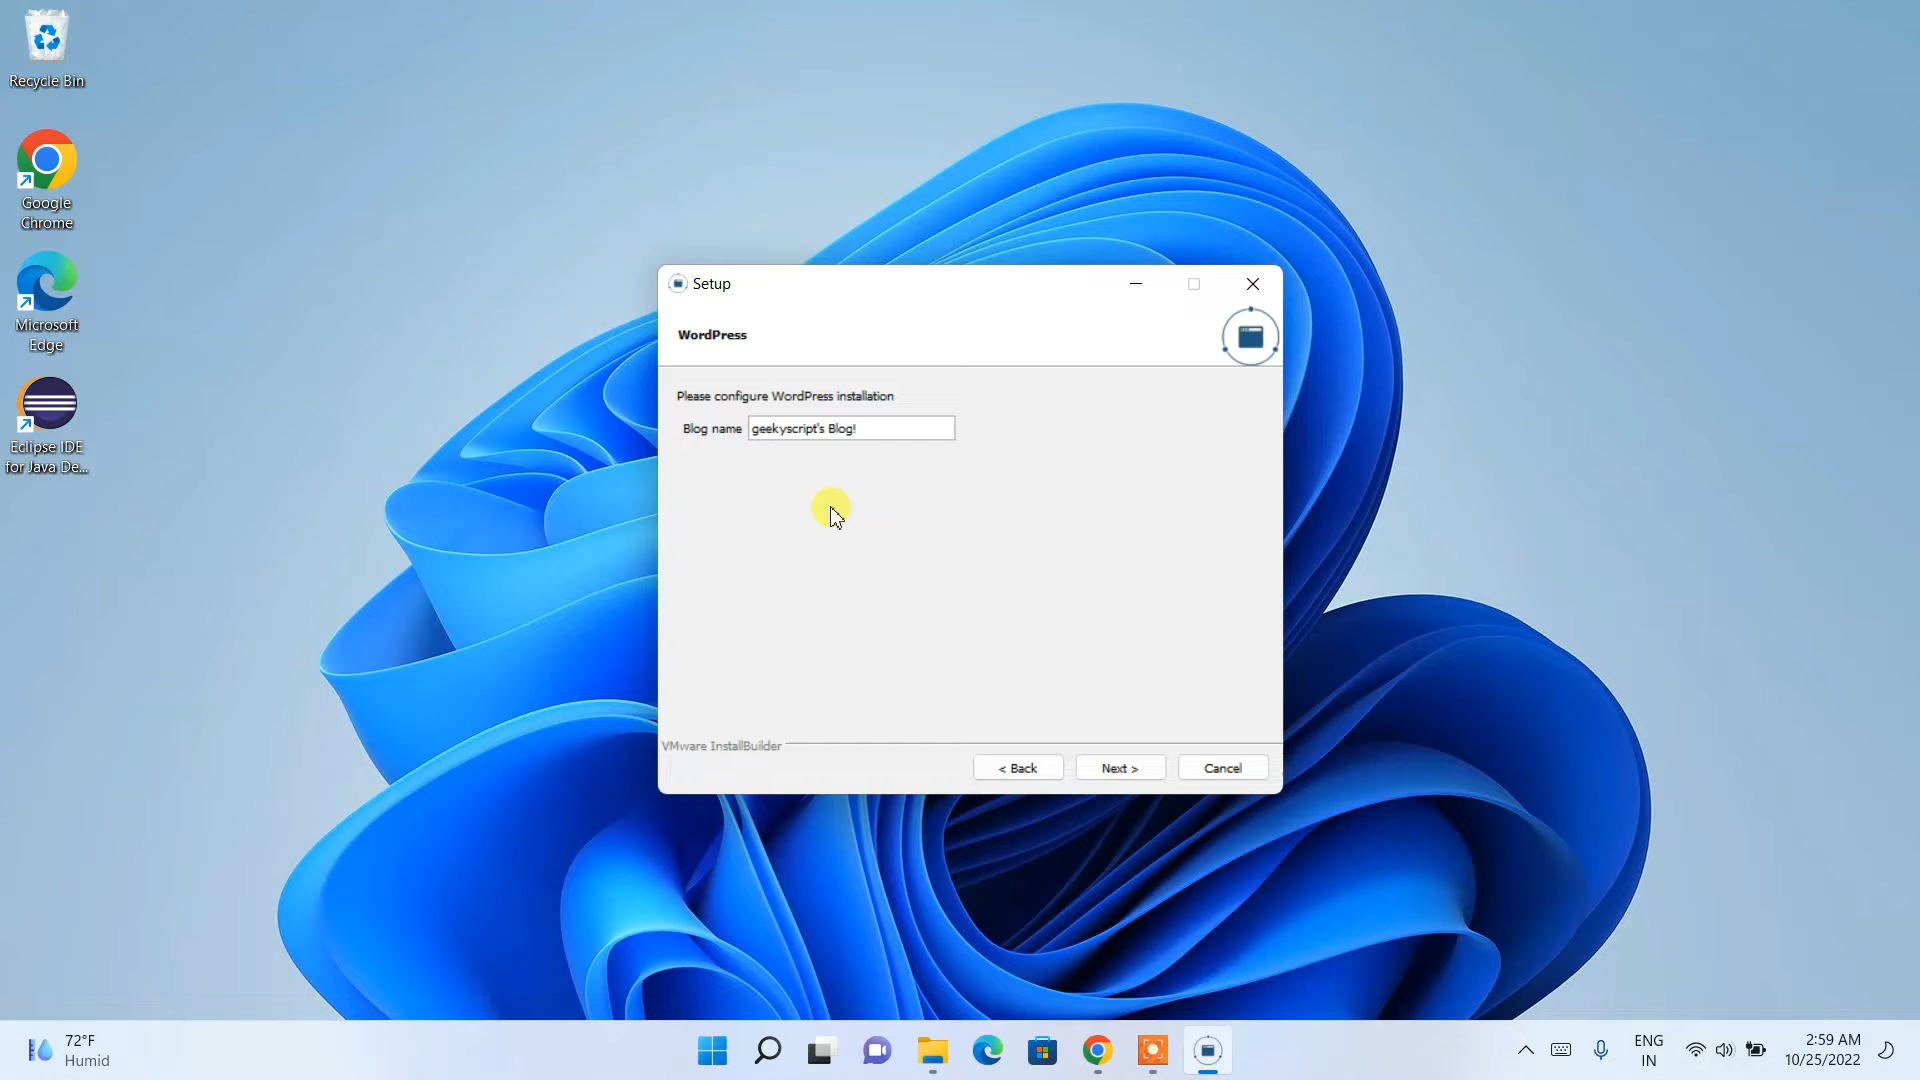 Recycle Bin
Google
Chrome
Microsoft
Edge
Eclipse IDE
for Java De...
Setup
WordPress
Please configure WordPress installation
Blog name geekyscript's Blog!
VMware InstallBuilder
< Back Next > Cancel
72°F
Humid
ENG
IN
2:59 AM
10/25/2022